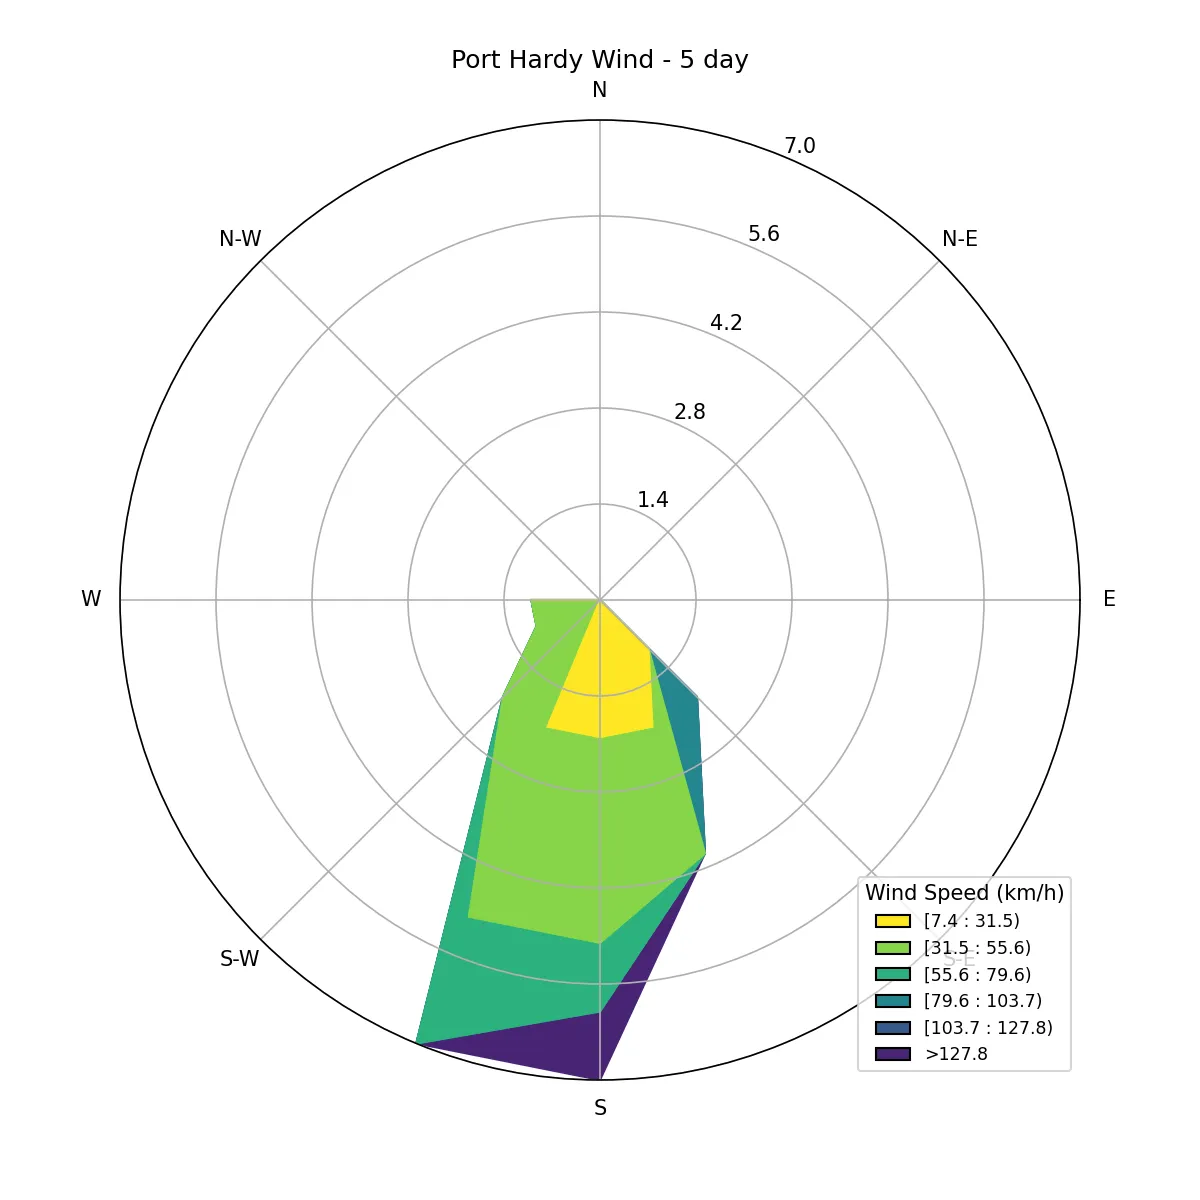 Port Hardy Wind - 5 day
N
7.0
5.6
N-W
N-E
4.2
2.8
1.4
W
E
Wind Speed (km/h)
[7.4 : 31.5)
[31.5 : 55.6)
S-W
S-E
[55.6 : 79.6)
[79.6 : 103.7)
[103.7 : 127.8)
>127.8
S